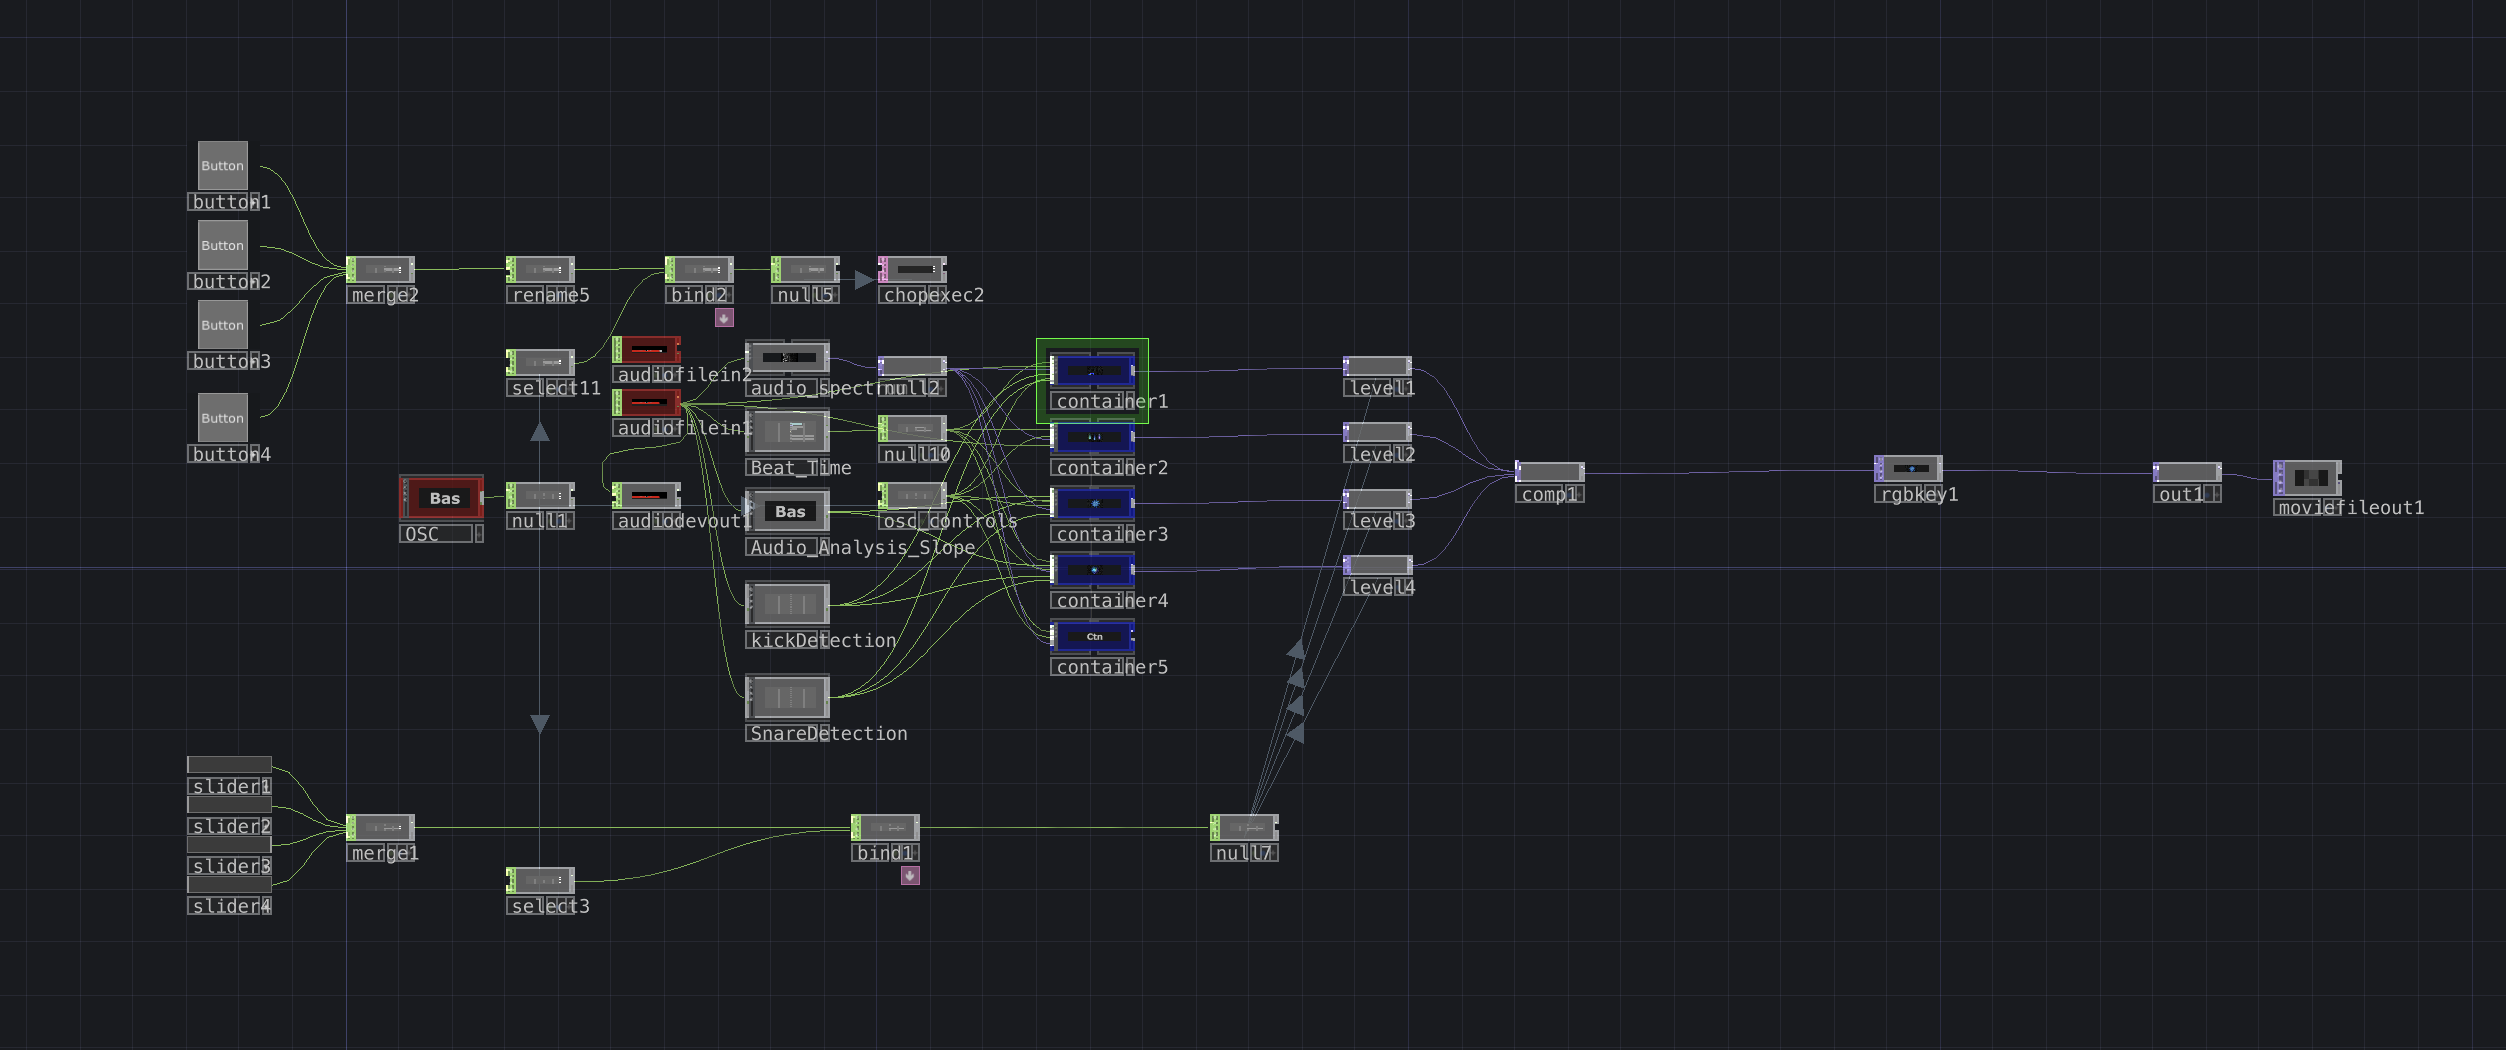 Button
button1
Button
button2
merge2
rename5
bind2
null5
chopexec2
Button
button3
select11
audiofilein2
audio_spectru
null2
container1
level1
Button
button4
audiofilein1
Beat_Time
null10
container2
level2
Bas
OSC
null1
audiodevout1
Bas
Audio_Analysis_Slope
osc_controls
container3
level3
comp1
rgbkey1
out1
moviefileout1
container4
level4
kickDetection
Ctn
container5
SnareDetection
slider1
slider2
slider3
slider4
merge1
select3
bind1
null7